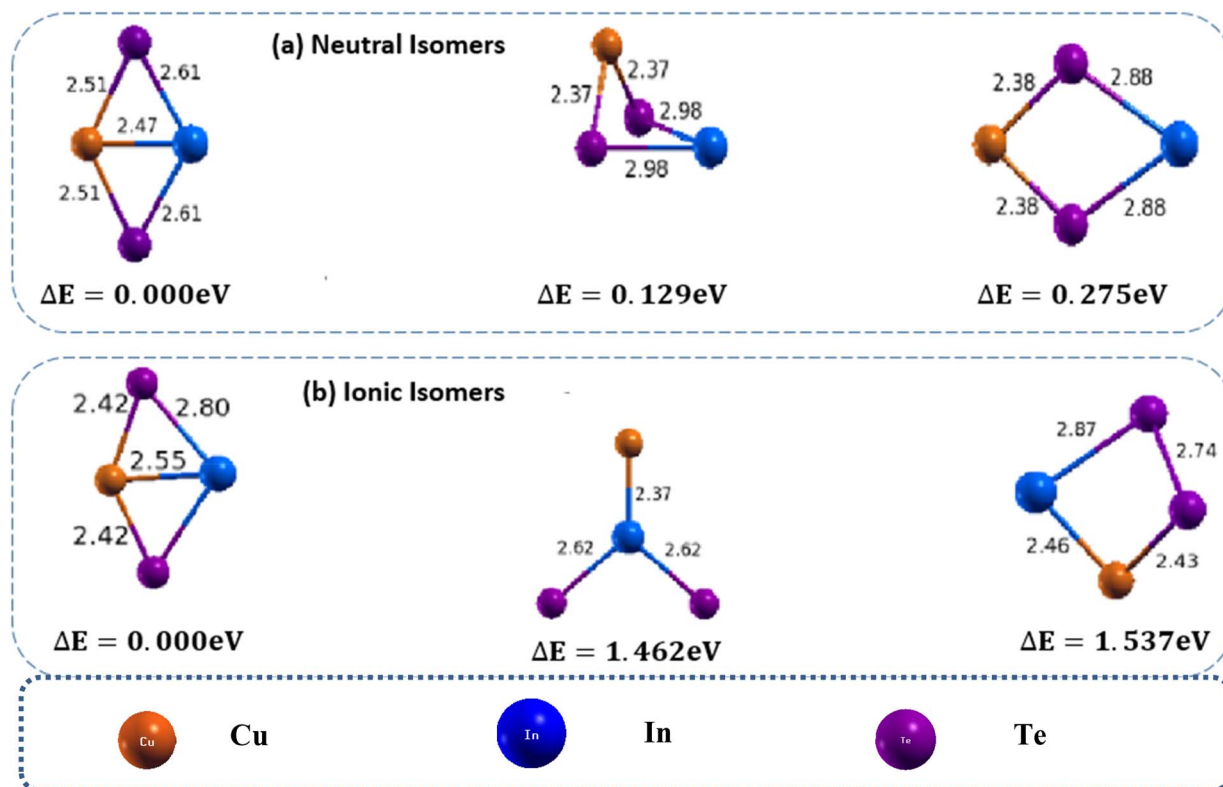 (a) Neutral Isomers
2.51
2.61
2.47
2.51
2.61
ΔE = 0.000eV
2.37
2.37
2.98
2.98
ΔE = 0.129eV
2.38
2.88
2.38
2.88
ΔE = 0.275eV
(b) Ionic Isomers
2.42
2.80
2.55
2.42
ΔE = 0.000eV
2.37
2.62
2.62
ΔE = 1.462eV
2.87
2.74
2.46
2.43
ΔE = 1.537eV
Cu
Cu
In
In
Te
Te